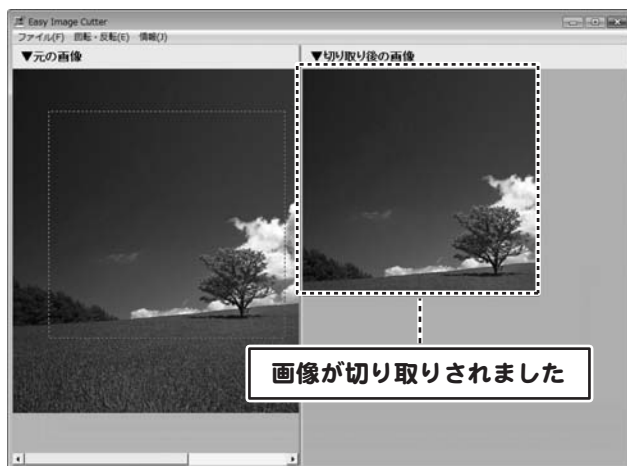 Easy Image Cutter
ファイル(F) 回転・反転(E) 情報(J)
▼元の画像
▼切り取り後の画像
画像が切り取りされました